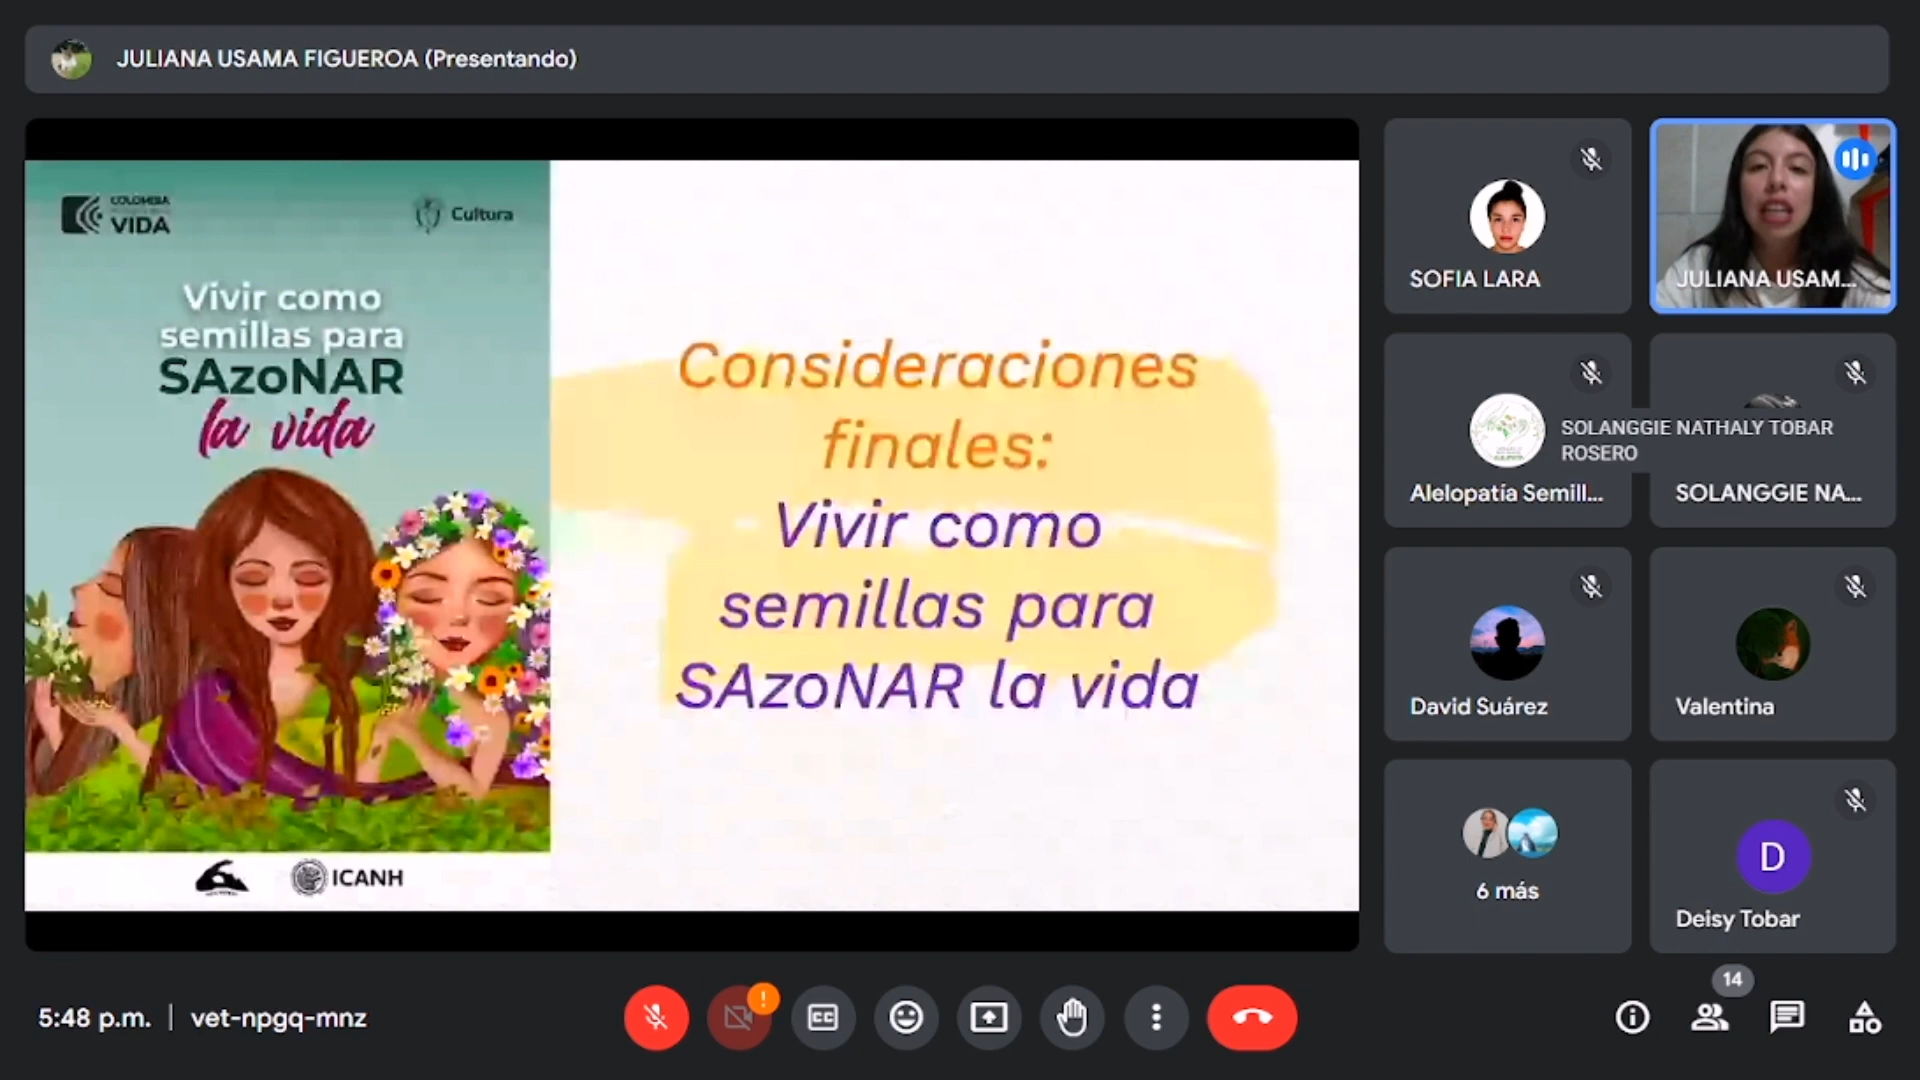 JULIANA USAMA FIGUEROA (Presentando)
COLOMBIA
VIDA
Cultura
Vivir como
semillas para
SAzoNAR
la vida
ICANH
Consideraciones
finales:
Vivir como
semillas para
SAzoNAR la vida
SOFIA LARA
JULIANA USAM...
Alelopatía Semill...
SOLANGGIE NATHALY TOBAR
ROSERO
SOLANGGIE NA...
David Suárez
Valentina
6 más
D
Deisy Tobar
5:48 p.m. | vet-npgq-mnz
!
CC
14